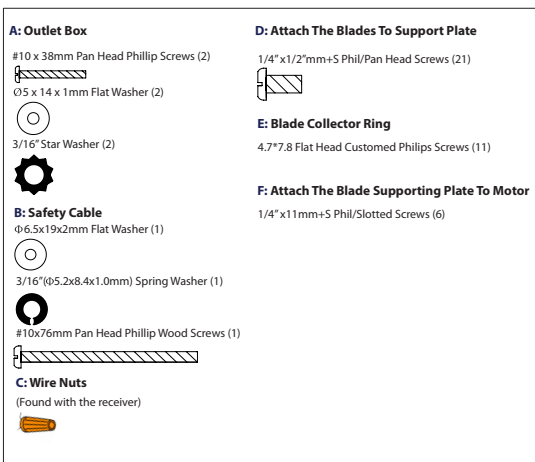 A: Outlet Box
#10 x 38mm Pan Head Phillip Screws (2)
Ø5 x 14 x 1mm Flat Washer (2)
3/16" Star Washer (2)
B: Safety Cable
Φ6.5x19x2mm Flat Washer (1)
3/16"(Φ5.2x8.4x1.0mm) Spring Washer (1)
#10x76mm Pan Head Phillip Wood Screws (1)
C: Wire Nuts
(Found with the receiver)
D: Attach The Blades To Support Plate
1/4"x1/2"mm+S Phil/Pan Head Screws (21)
E: Blade Collector Ring
4.7*7.8 Flat Head Customed Philips Screws (11)
F: Attach The Blade Supporting Plate To Motor
1/4"x11mm+S Phil/Slotted Screws (6)